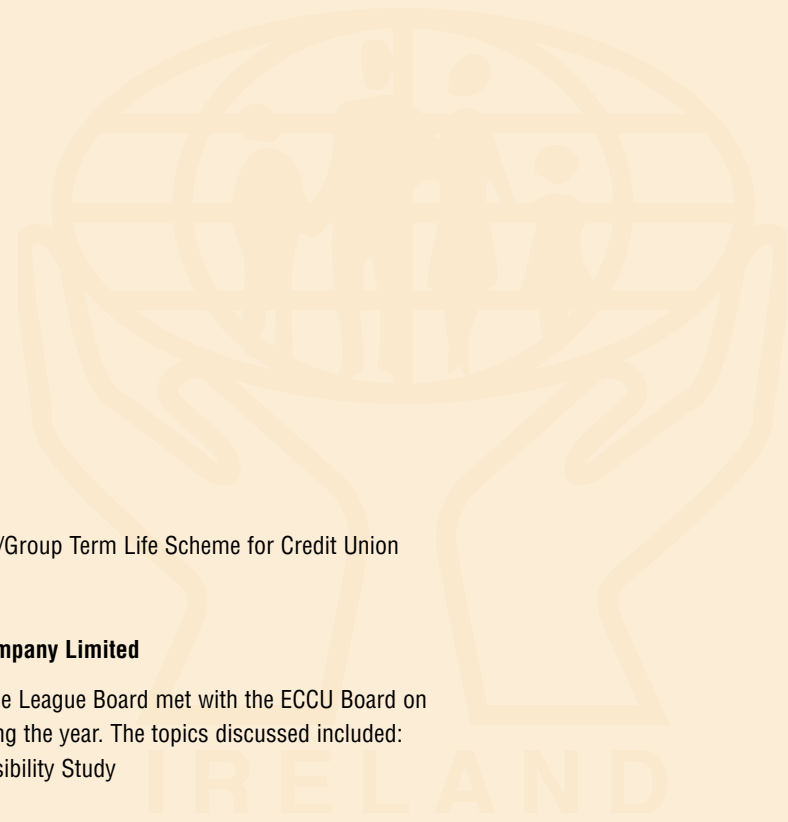 /Group Term Life Scheme for Credit Union
mpany Limited
e League Board met with the ECCU Board on
ng the year. The topics discussed included:
sibility Study
IRELAND